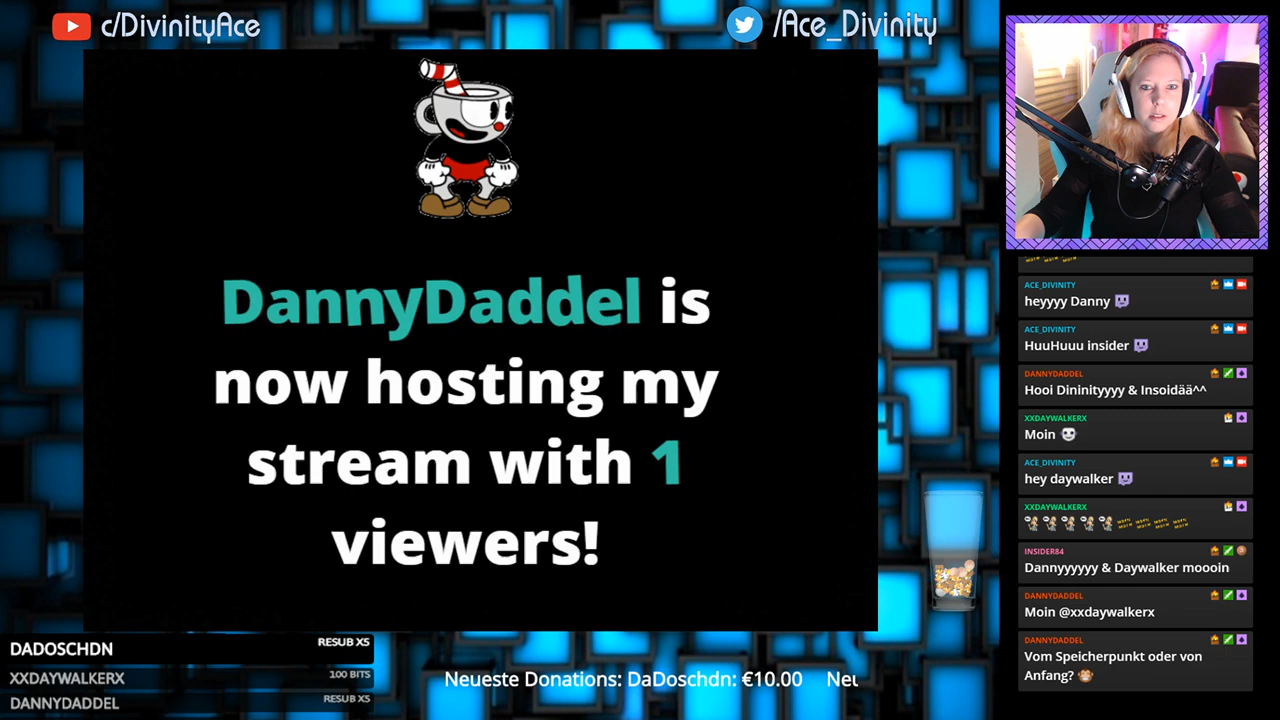 c/DivinityAce
/Ace_Divinity
DannyDaddel is
now hosting my
stream with 1
viewers!
ACE_DIVINITY
heyyyy Danny
ACE_DIVINITY
HuuHuuu insider
DANNYDADDEL
Hooi Dininityyyy & Insoidää^^
XXDAYWALKERX
Moin
ACE_DIVINITY
hey daywalker
XXDAYWALKERX
INSIDER84
Dannyyyyyy & Daywalker moooin
DANNYDADDEL
Moin @xxdaywalkerx
DANNYDADDEL
Vom Speicherpunkt oder von
Anfang?
DADOSCHDN RESUB X5
XXDAYWALKERX 100 BITS
DANNYDADDEL RESUB X5
Neueste Donations: DaDoschdn: €10.00 Neu